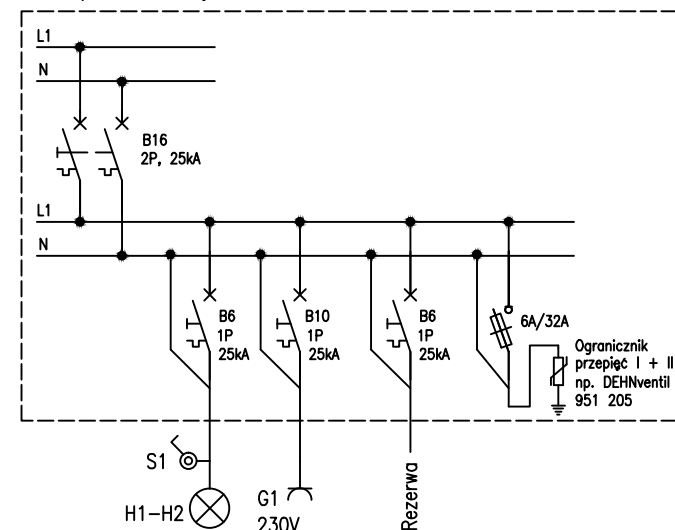 L1
N
B16
2P, 25kA
L1
N
B6
1P
25kA
B10
1P
25kA
B6
1P
25kA
6A/32A
Ogranicznik
przepięć I + II
np. DEHNventil
951 205
S1
H1-H2
G1
230V
Rezerwa